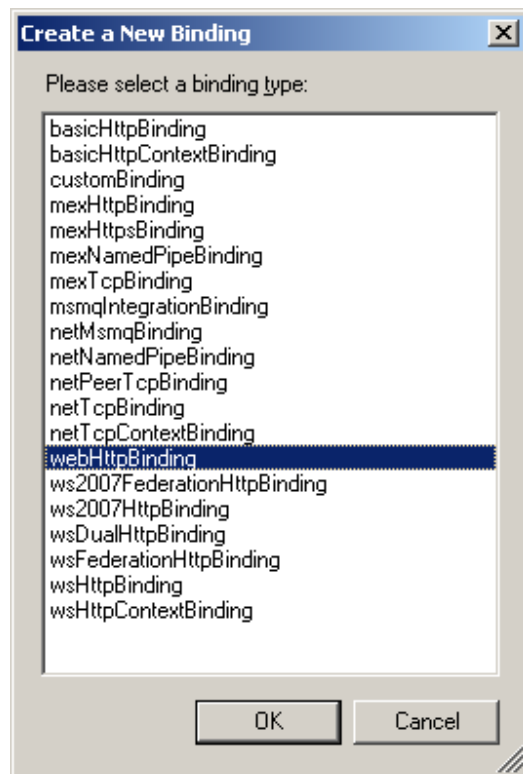 Create a New Binding
Please select a binding type:
basicHttpBinding
basicHttpContextBinding
customBinding
mexHttpBinding
mexHttpsBinding
mexNamedPipeBinding
mexTcpBinding
msmqIntegrationBinding
netMsmqBinding
netNamedPipeBinding
netPeerTcpBinding
netTcpBinding
netTcpContextBinding
webHttpBinding
ws2007FederationHttpBinding
ws2007HttpBinding
wsDualHttpBinding
wsFederationHttpBinding
wsHttpBinding
wsHttpContextBinding
OK Cancel